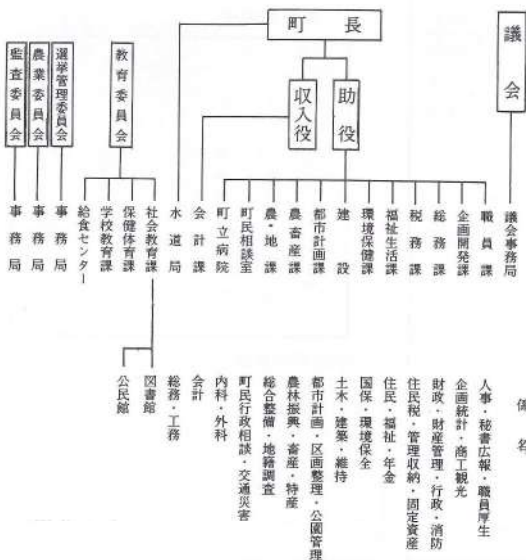 町長
議会
収入役
助役
教育委員会
選挙管理委員会
農業委員会
監査委員会
議会事務局
職員課
企画開発課
総務課
税務課
福祉生活課
環境保健課
建設
都市計画課
農畜産課
農・地課
町民相談室
町立病院
会計課
水道局
社会教育課
保健体育課
学校教育課
給食センター
事務局
事務局
事務局
係名
人事・秘書広報・職員厚生
企画統計・商工観光
財政・財産管理・行政・消防
住民税・管理収納・固定資産
住民・福祉・年金
国保・環境保全
土木・建築・維持
都市計画・区画整理・公園管理
農林振興・畜産・特産
総合整備・地籍調査
町民行政相談・交通災害
内科・外科
会計
総務・工務
図書館
公民館